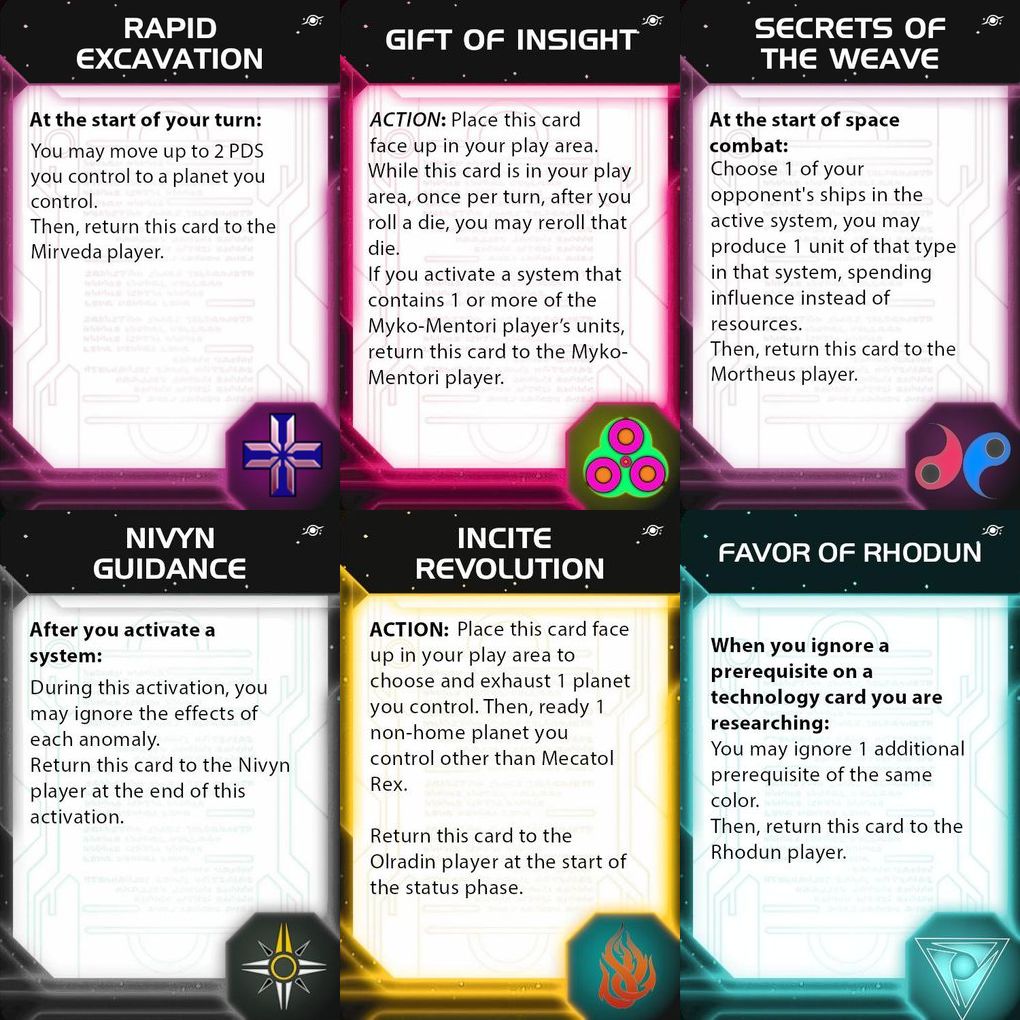 RAPID
EXCAVATION
At the start of your turn:
You may move up to 2 PDS
you control to a planet you
control.
Then, return this card to the
Mirveda player.
GIFT OF INSIGHT
ACTION: Place this card
face up in your play area.
While this card is in your play
area, once per turn, after you
roll a die, you may reroll that
die.
If you activate a system that
contains 1 or more of the
Myko-Mentori player’s units,
return this card to the Myko-
Mentori player.
SECRETS OF
THE WEAVE
At the start of space
combat:
Choose 1 of your
opponent's ships in the
active system, you may
produce 1 unit of that type
in that system, spending
influence instead of
resources.
Then, return this card to the
Mortheus player.
NIVYN
GUIDANCE
After you activate a
system:
During this activation, you
may ignore the effects of
each anomaly.
Return this card to the Nivyn
player at the end of this
activation.
INCITE
REVOLUTION
ACTION: Place this card face
up in your play area to
choose and exhaust 1 planet
you control. Then, ready 1
non-home planet you
control other than Mecatol
Rex.
Return this card to the
Olradin player at the start of
the status phase.
FAVOR OF RHODUN
When you ignore a
prerequisite on a
technology card you are
researching:
You may ignore 1 additional
prerequisite of the same
color.
Then, return this card to the
Rhodun player.